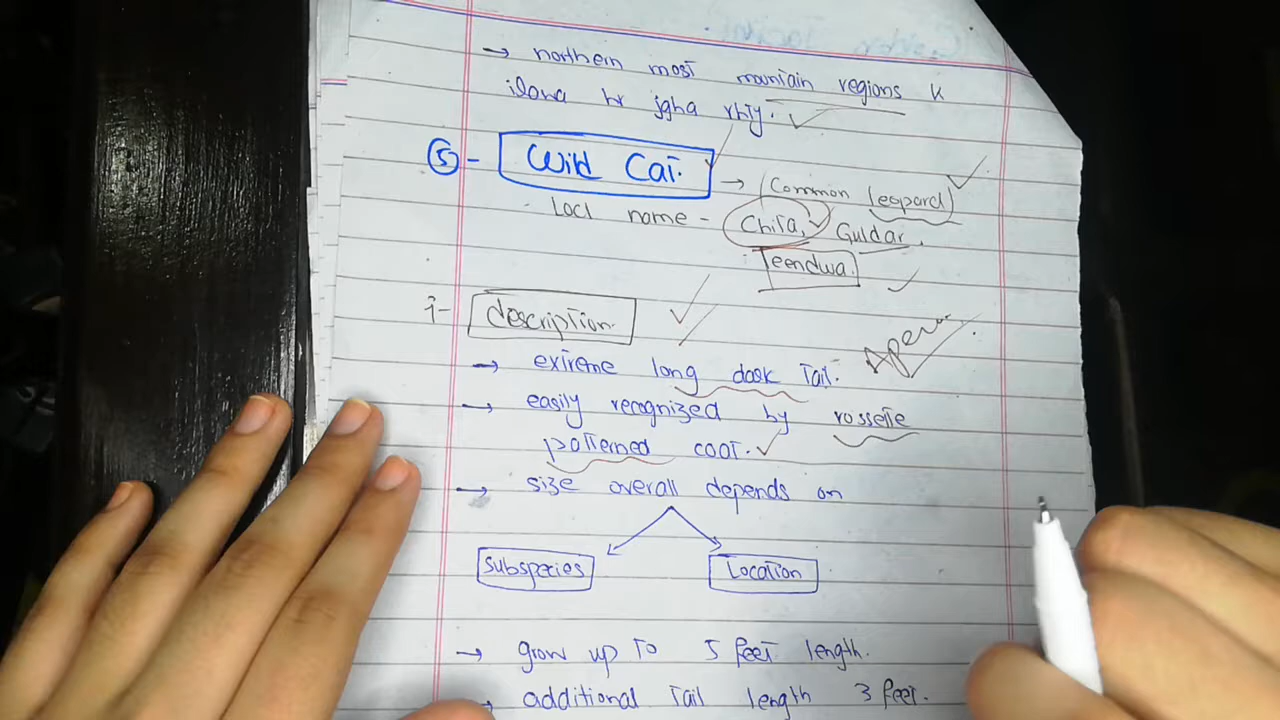 → northern most mountain regions k
ilawa hr jgha rhty.
5 - Wild Cat. → Common leopard
Locl name - Chita, Guldar.
Teendwa.
i- description.
→ extreme long dark Tail.
→ easily recognized by rossette
patterned coat.
→ size overall depends on
Subspecies Location
→ grow up to 5 feet length.
→ additional Tail length 3 feet.